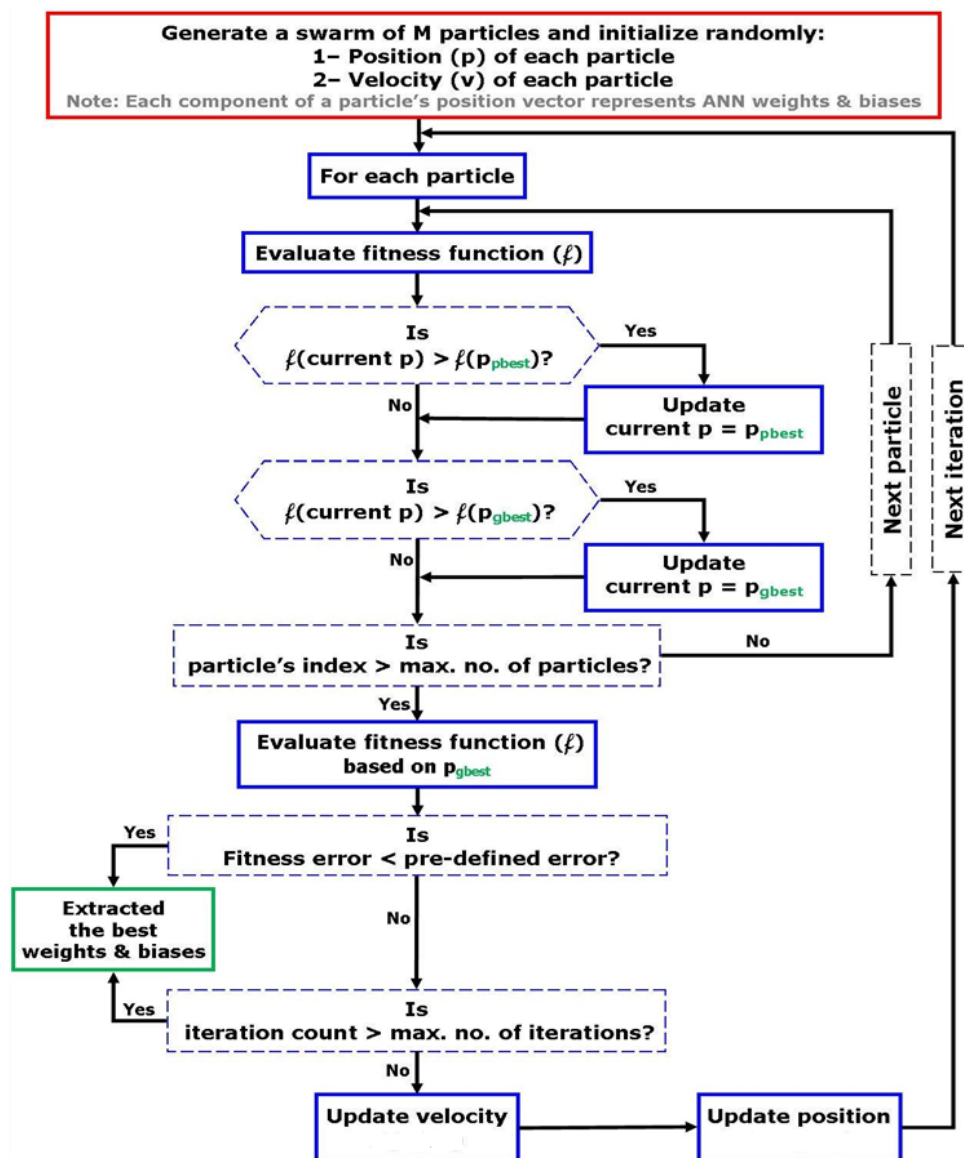 Generate a swarm of M particles and initialize randomly:
1– Position (p) of each particle
2– Velocity (v) of each particle
Note: Each component of a particle's position vector represents ANN weights & biases
For each particle
Evaluate fitness function (𝒻)
Is
𝒻(current p) > 𝒻(p_pbest)?
Yes
No
Update
current p = p_pbest
Is
𝒻(current p) > 𝒻(p_gbest)?
Yes
No
Update
current p = p_gbest
Next particle
Next iteration
Is
particle's index > max. no. of particles?
No
Yes
Evaluate fitness function (𝒻)
based on p_gbest
Is
Fitness error < pre-defined error?
Yes
No
Extracted
the best
weights & biases
Is
iteration count > max. no. of iterations?
Yes
No
Update velocity
Update position